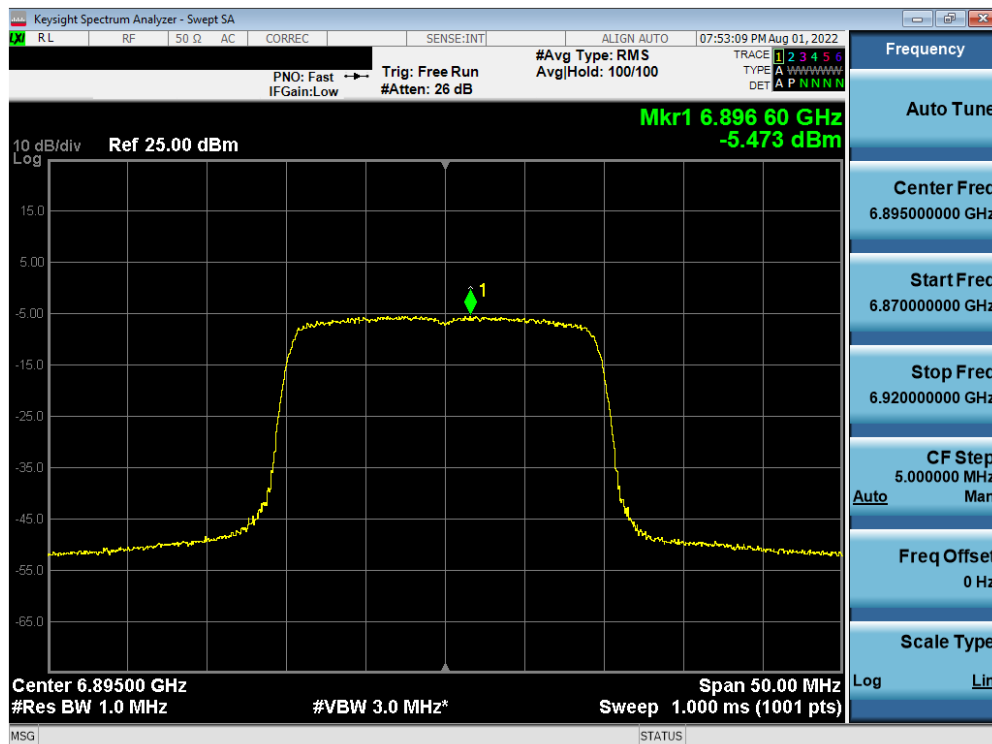 Keysight Spectrum Analyzer - Swept SA
LXI RL RF 50 Ω AC CORREC SENSE:INT ALIGN AUTO 07:53:09 PM Aug 01, 2022
PNO: Fast
IFGain:Low
Trig: Free Run
#Atten: 26 dB
#Avg Type: RMS
Avg|Hold: 100/100
TRACE 1 2 3 4 5 6
TYPE A WWWWW
DET A P N N N N
Mkr1 6.896 60 GHz
-5.473 dBm
10 dB/div
Log
Ref 25.00 dBm
15.0
5.00
-5.00
-15.0
-25.0
-35.0
-45.0
-55.0
-65.0
1
Center 6.89500 GHz
Span 50.00 MHz
#Res BW 1.0 MHz
#VBW 3.0 MHz*
Sweep 1.000 ms (1001 pts)
MSG
STATUS
Frequency
Auto Tune
Center Freq
6.895000000 GHz
Start Freq
6.870000000 GHz
Stop Freq
6.920000000 GHz
CF Step
5.000000 MHz
Auto Man
Freq Offset
0 Hz
Scale Type
Log Lin